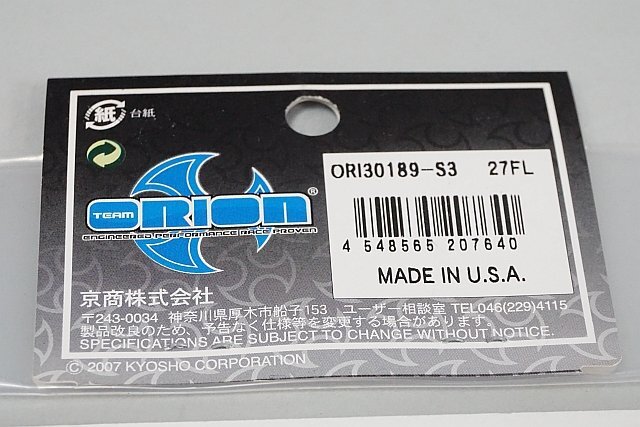 紙 台紙
ORI30189-S3 27FL
4 548565 207640
MADE IN U.S.A.
TEAM ORION ®
ENGINEERED PERFORMANCE RACE PROVEN
京商株式会社
〒243-0034 神奈川県厚木市船子153 ユーザー相談室 TEL046(229)4115
製品改良のため、予告なく仕様等を変更する場合があります。
SPECIFICATIONS ARE SUBJECT TO CHANGE WITHOUT NOTICE.
© 2007 KYOSHO CORPORATION